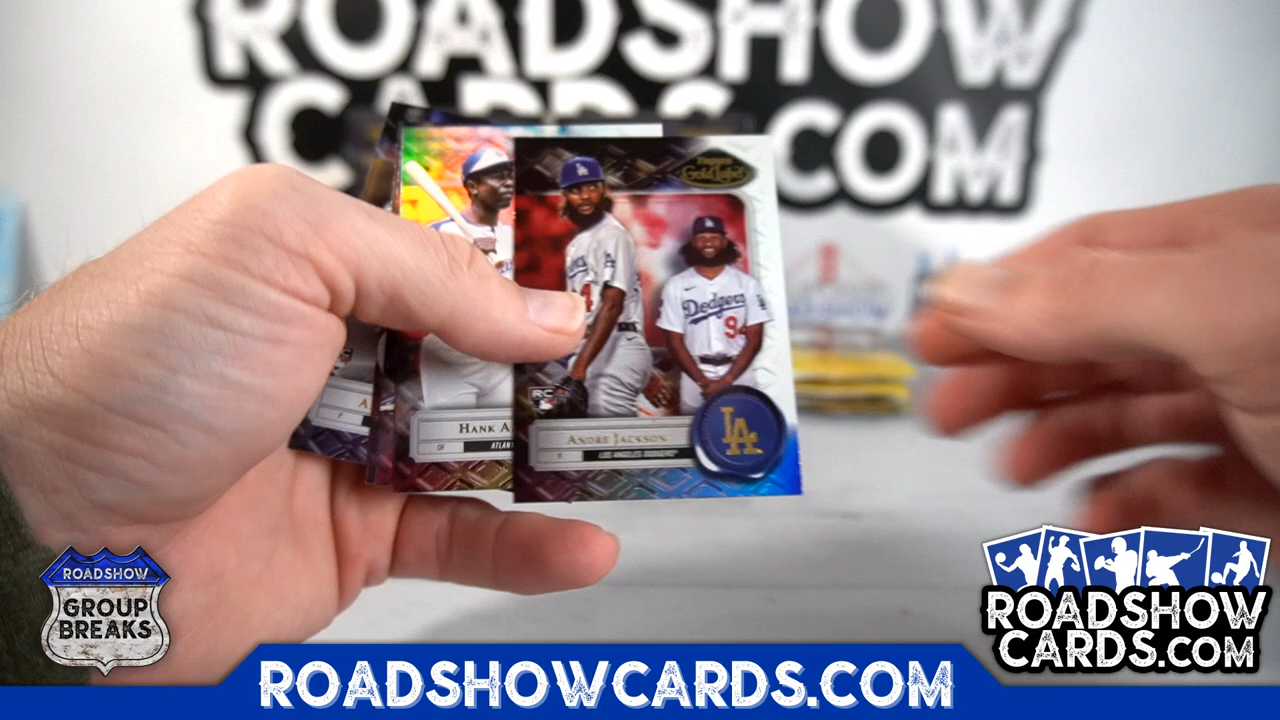 ROADSHOW
CARDS.COM
Gold Label
Dodgers
9
RC
HANK A
OF
ATLAN
ANDRE JACKSON
LOS ANGELES DODGERS
LA
ROADSHOW
GROUP
BREAKS
ROADSHOW
CARDS.COM
ROADSHOWCARDS.COM